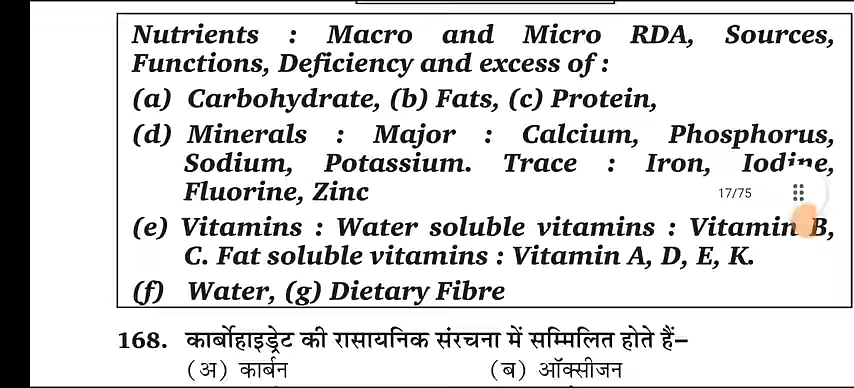 Nutrients : Macro and Micro RDA, Sources,
Functions, Deficiency and excess of :
(a) Carbohydrate, (b) Fats, (c) Protein,
(d) Minerals : Major : Calcium, Phosphorus,
Sodium, Potassium. Trace : Iron, Iodine,
Fluorine, Zinc
17/75
(e) Vitamins : Water soluble vitamins : Vitamin B,
C. Fat soluble vitamins : Vitamin A, D, E, K.
(f) Water, (g) Dietary Fibre
168. कार्बोहाइड्रेट की रासायनिक संरचना में सम्मिलित होते हैं–
(अ) कार्बन (ब) ऑक्सीजन